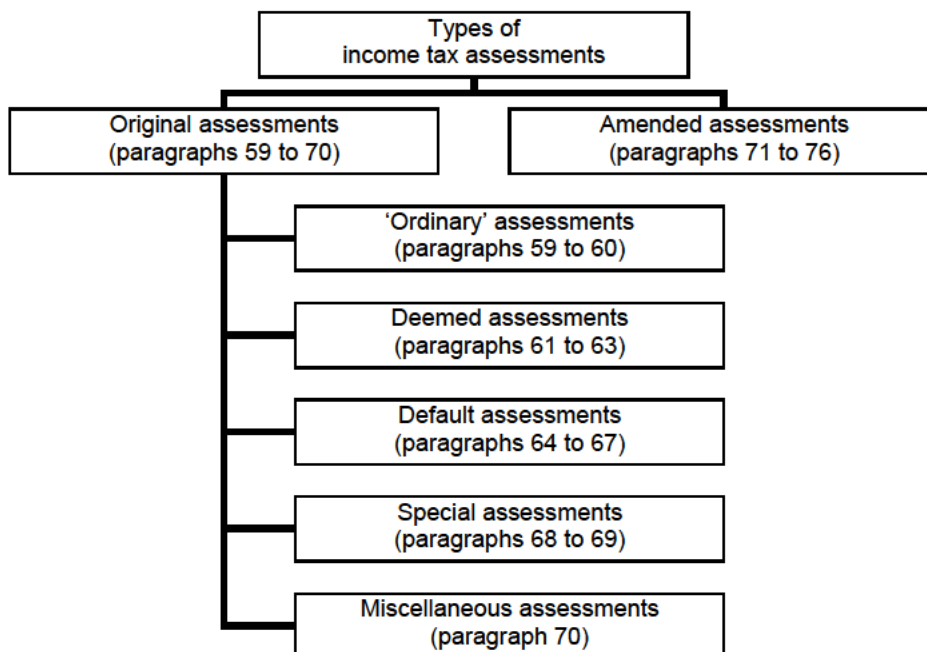 Types of
income tax assessments
Original assessments
(paragraphs 59 to 70)
Amended assessments
(paragraphs 71 to 76)
‘Ordinary’ assessments
(paragraphs 59 to 60)
Deemed assessments
(paragraphs 61 to 63)
Default assessments
(paragraphs 64 to 67)
Special assessments
(paragraphs 68 to 69)
Miscellaneous assessments
(paragraph 70)